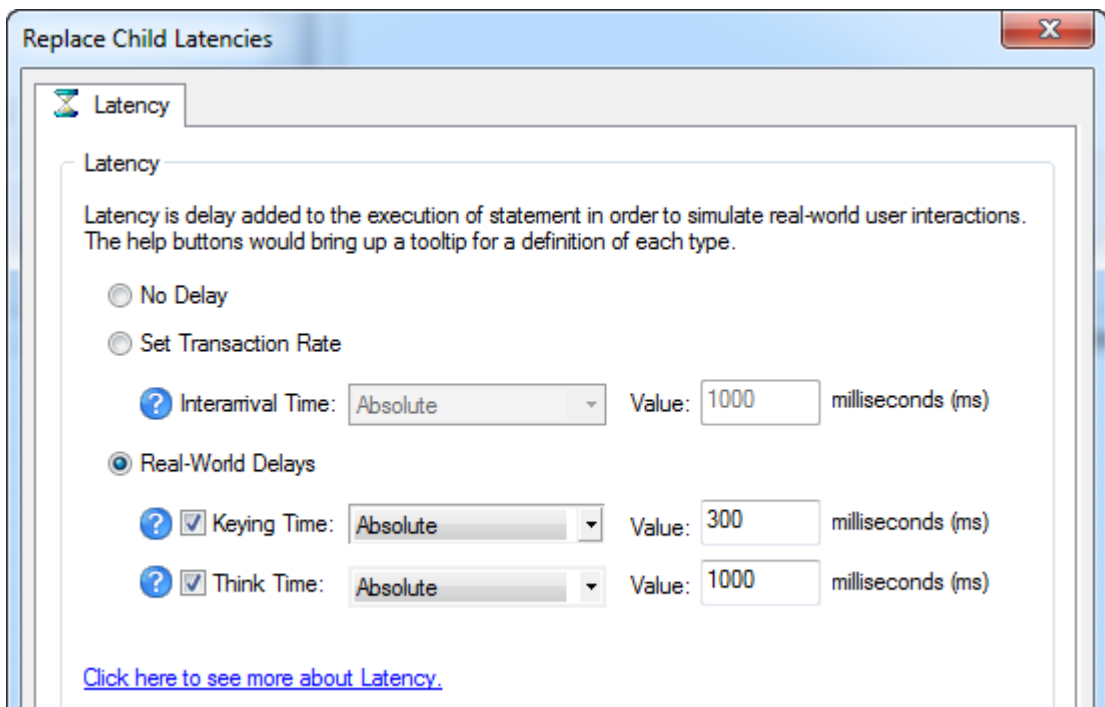 Replace Child Latencies
Latency
Latency
Latency is delay added to the execution of statement in order to simulate real-world user interactions.
The help buttons would bring up a tooltip for a definition of each type.
No Delay
Set Transaction Rate
? Interarrival Time: Absolute Value: 1000 milliseconds (ms)
Real-World Delays
? Keying Time: Absolute Value: 300 milliseconds (ms)
? Think Time: Absolute Value: 1000 milliseconds (ms)
Click here to see more about Latency.